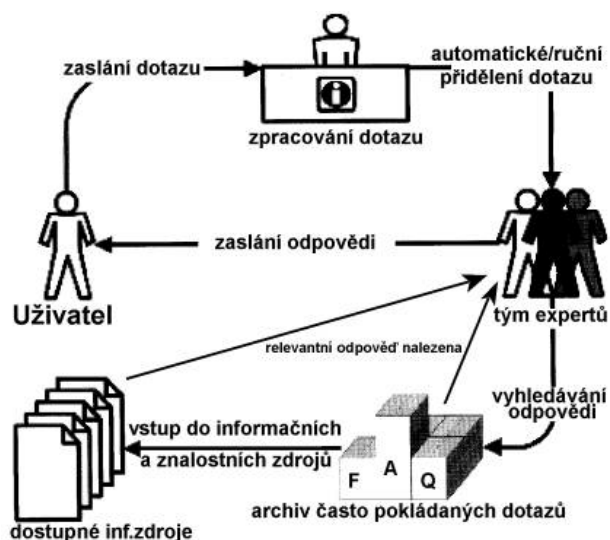 zaslání dotazu
automatické/ruční
přidělení dotazu
i
zpracování dotazu
zaslání odpovědi
Uživatel
tým expertů
relevantní odpověď nalezena
vyhledávání
odpovědi
vstup do informačních
a znalostních zdrojů
F A Q
archiv často pokládaných dotazů
dostupné inf.zdroje